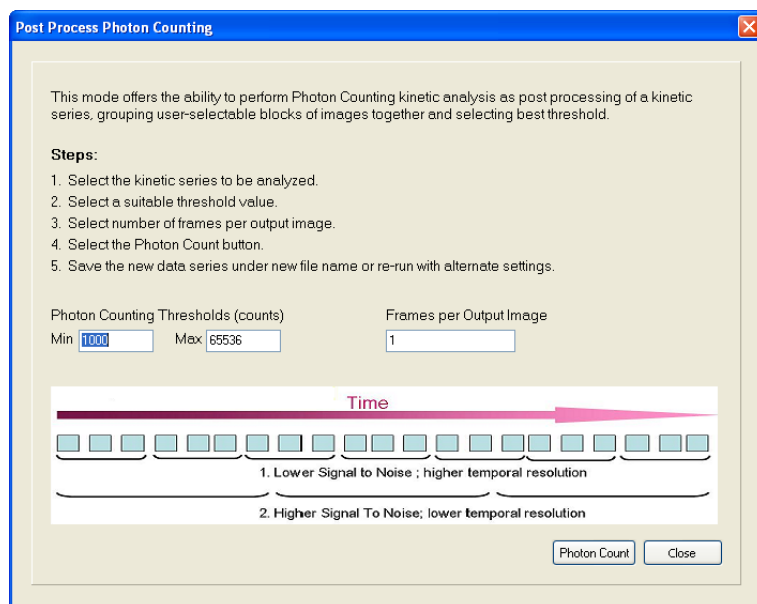 Post Process Photon Counting
This mode offers the ability to perform Photon Counting kinetic analysis as post processing of a kinetic
series, grouping user-selectable blocks of images together and selecting best threshold.
Steps:
1. Select the kinetic series to be analyzed.
2. Select a suitable threshold value.
3. Select number of frames per output image.
4. Select the Photon Count button.
5. Save the new data series under new file name or re-run with alternate settings.
Photon Counting Thresholds (counts)
Min 1000 Max 65536
Frames per Output Image
1
Time
1. Lower Signal to Noise ; higher temporal resolution
2. Higher Signal To Noise; lower temporal resolution
Photon Count Close